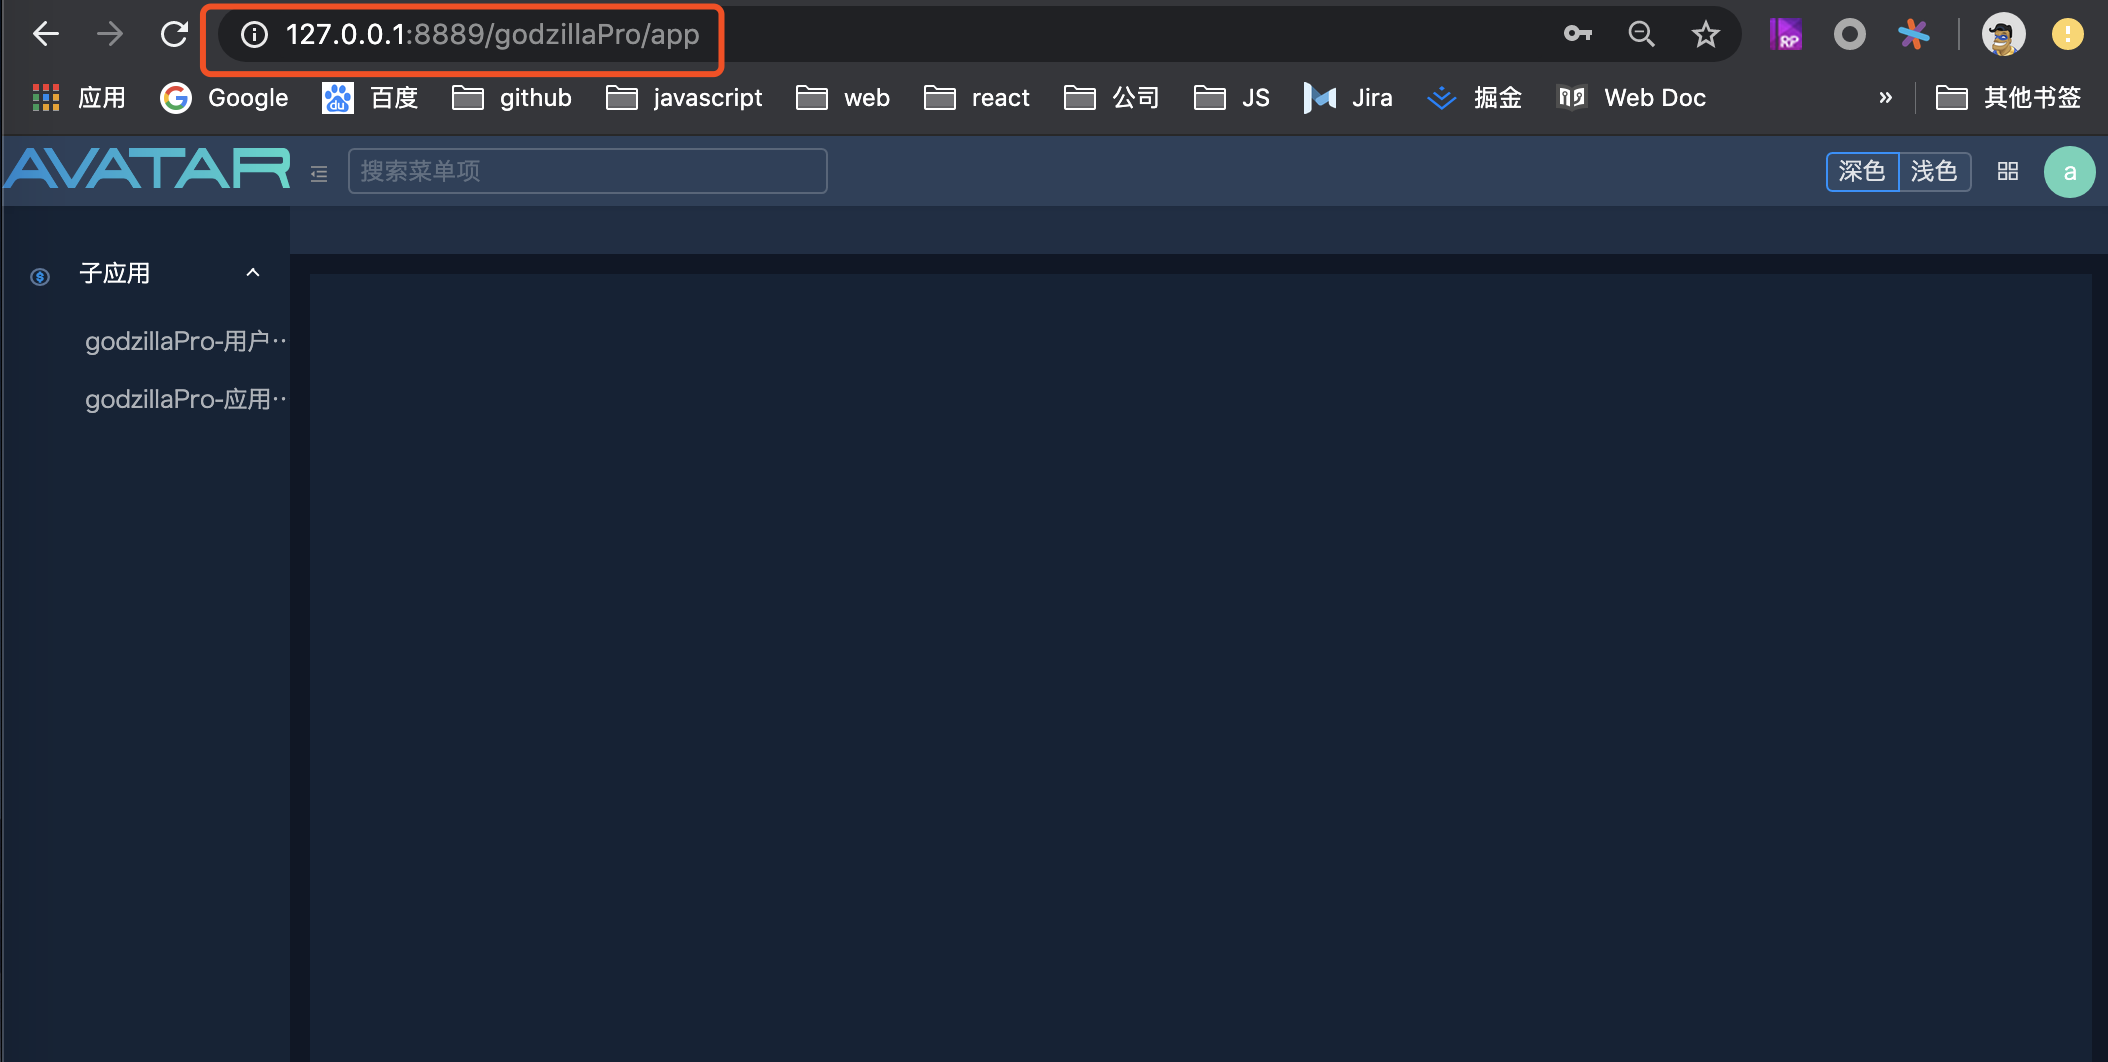 127.0.0.1:8889/godzillaPro/app
RP
应用 Google du 百度 github javascript web react 公司 JS Jira 掘金 Web Doc » 其他书签
AVATAR 搜索菜单项 深色 浅色 a
子应用
godzillaPro-用户···
godzillaPro-应用···